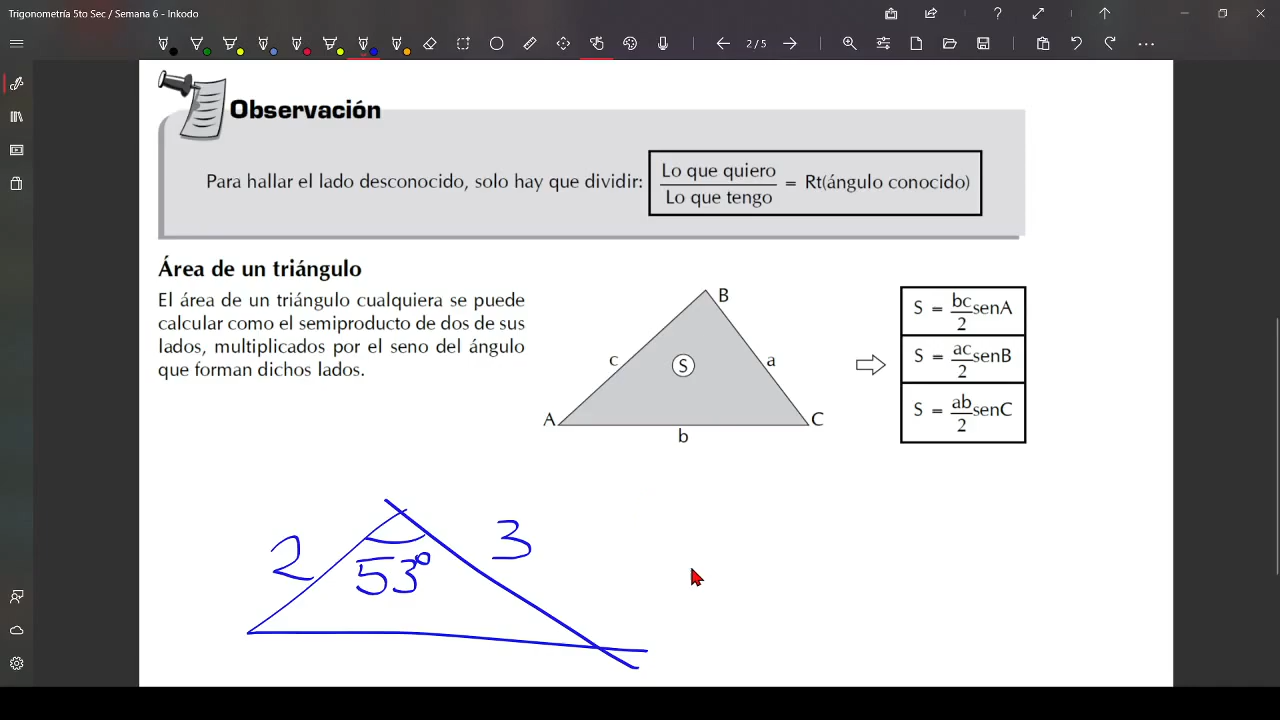 Trigonometría 5to Sec / Semana 6 - Inkodo
2/5
Observación
Para hallar el lado desconocido, solo hay que dividir: Lo que quiero / Lo que tengo = Rt(ángulo conocido)
Área de un triángulo
El área de un triángulo cualquiera se puede
calcular como el semiproducto de dos de sus
lados, multiplicados por el seno del ángulo
que forman dichos lados.
B
c
S
a
A
C
b
S = bc/2 senA
S = ac/2 senB
S = ab/2 senC
2
53°
3